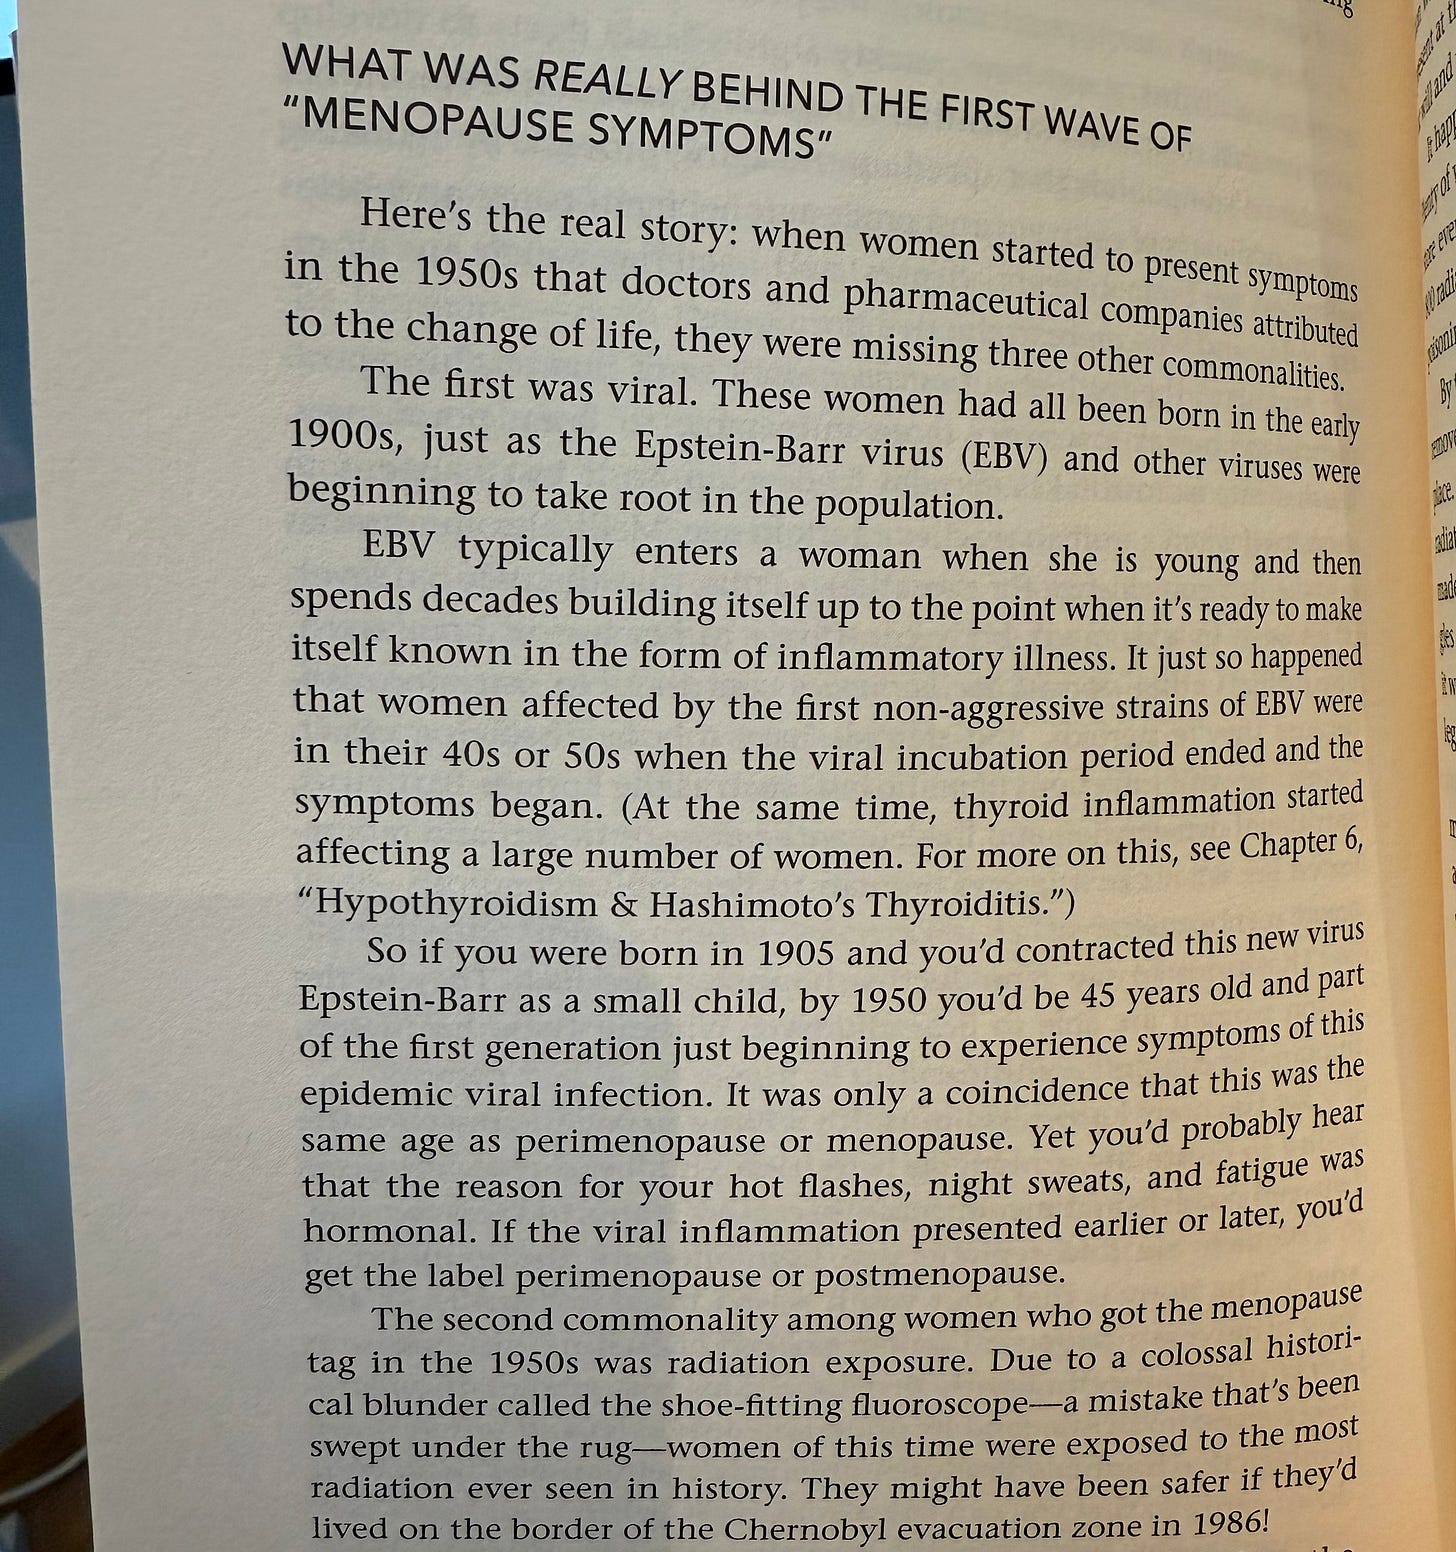 WHAT WAS REALLY BEHIND THE FIRST WAVE OF
“MENOPAUSE SYMPTOMS”
Here’s the real story: when women started to present symptoms
in the 1950s that doctors and pharmaceutical companies attributed
to the change of life, they were missing three other commonalities.
The first was viral. These women had all been born in the early
1900s, just as the Epstein-Barr virus (EBV) and other viruses were
beginning to take root in the population.
EBV typically enters a woman when she is young and then
spends decades building itself up to the point when it’s ready to make
itself known in the form of inflammatory illness. It just so happened
that women affected by the first non-aggressive strains of EBV were
in their 40s or 50s when the viral incubation period ended and the
symptoms began. (At the same time, thyroid inflammation started
affecting a large number of women. For more on this, see Chapter 6,
“Hypothyroidism & Hashimoto’s Thyroiditis.”)
So if you were born in 1905 and you’d contracted this new virus
Epstein-Barr as a small child, by 1950 you’d be 45 years old and part
of the first generation just beginning to experience symptoms of this
epidemic viral infection. It was only a coincidence that this was the
same age as perimenopause or menopause. Yet you’d probably hear
that the reason for your hot flashes, night sweats, and fatigue was
hormonal. If the viral inflammation presented earlier or later, you’d
get the label perimenopause or postmenopause.
The second commonality among women who got the menopause
tag in the 1950s was radiation exposure. Due to a colossal histori-
cal blunder called the shoe-fitting fluoroscope—a mistake that’s been
swept under the rug—women of this time were exposed to the most
radiation ever seen in history. They might have been safer if they’d
lived on the border of the Chernobyl evacuation zone in 1986!